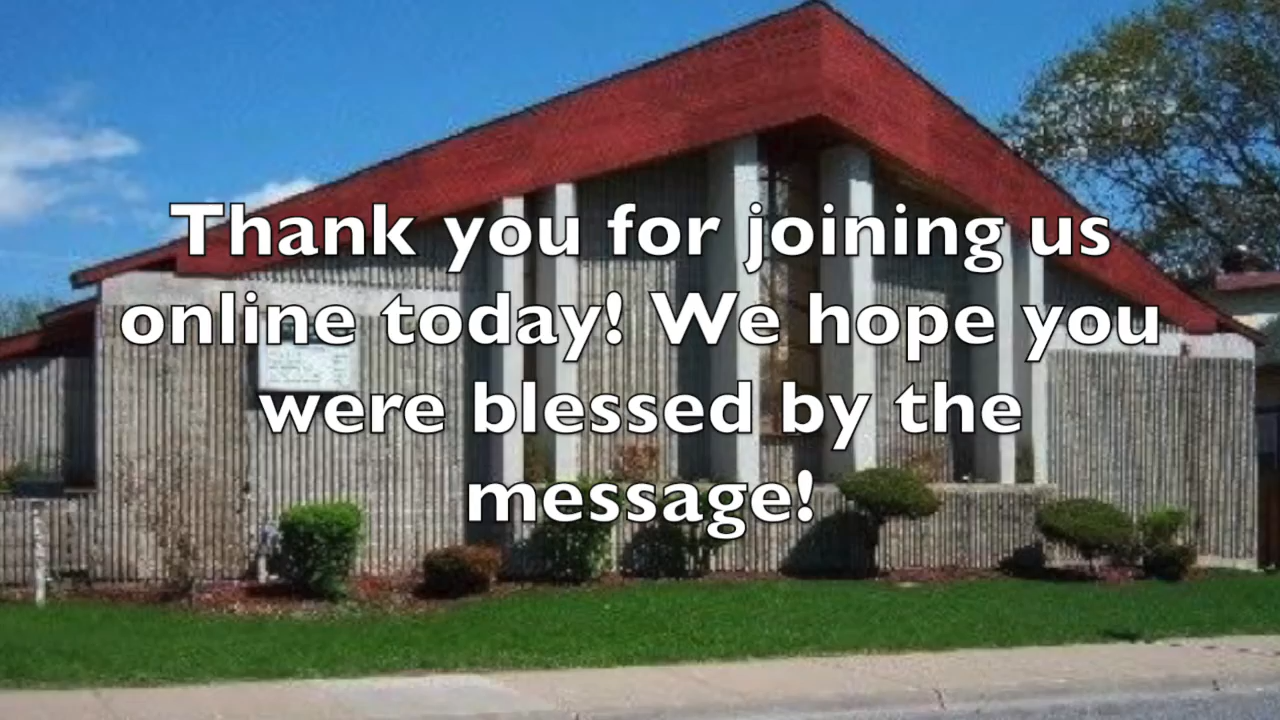 Thank you for joining us
online today! We hope you
were blessed by the
message!